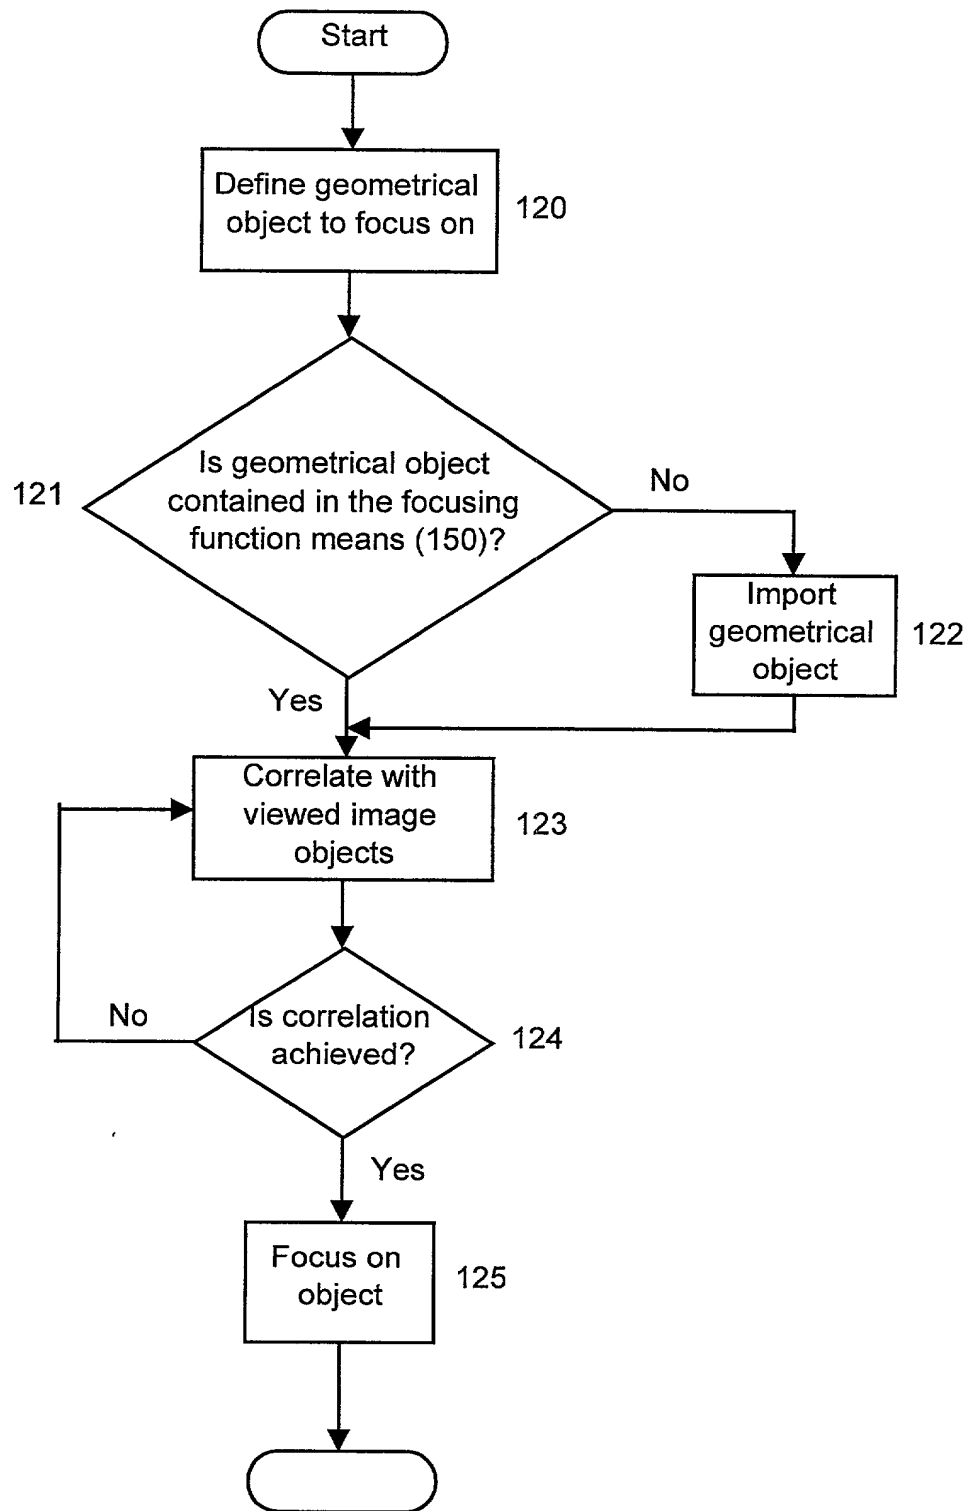 Start
Define geometrical
object to focus on
120
Is geometrical object
contained in the focusing
function means (150)?
121
No
Import
geometrical
object
122
Yes
Correlate with
viewed image
objects
123
Is correlation
achieved?
124
No
Yes
Focus on
object
125